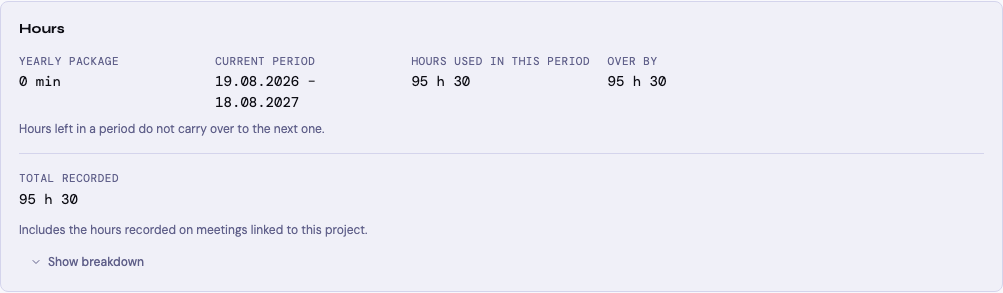 Hours
YEARLY PACKAGE
0 min
CURRENT PERIOD
19.08.2026 –
18.08.2027
HOURS USED IN THIS PERIOD
95 h 30
OVER BY
95 h 30
Hours left in a period do not carry over to the next one.
TOTAL RECORDED
95 h 30
Includes the hours recorded on meetings linked to this project.
Show breakdown